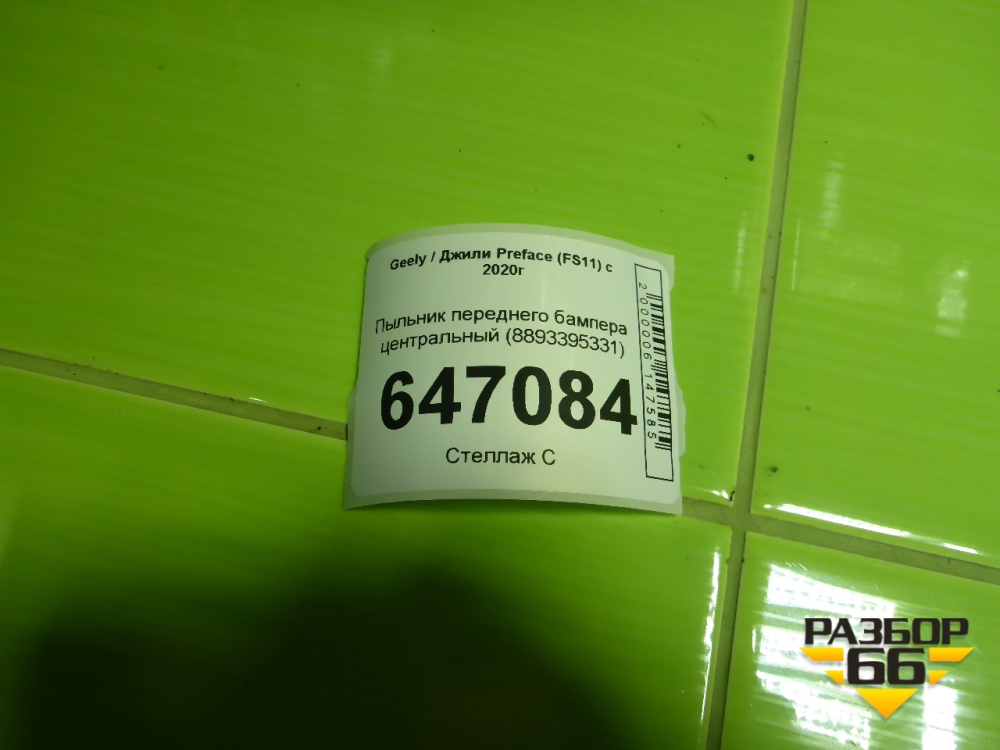 Geely / Джили Preface (FS11) с
2020г
Пыльник переднего бампера
центральный (8893395331)
647084
Стеллаж С
2000006147585
РАЗБОР
66